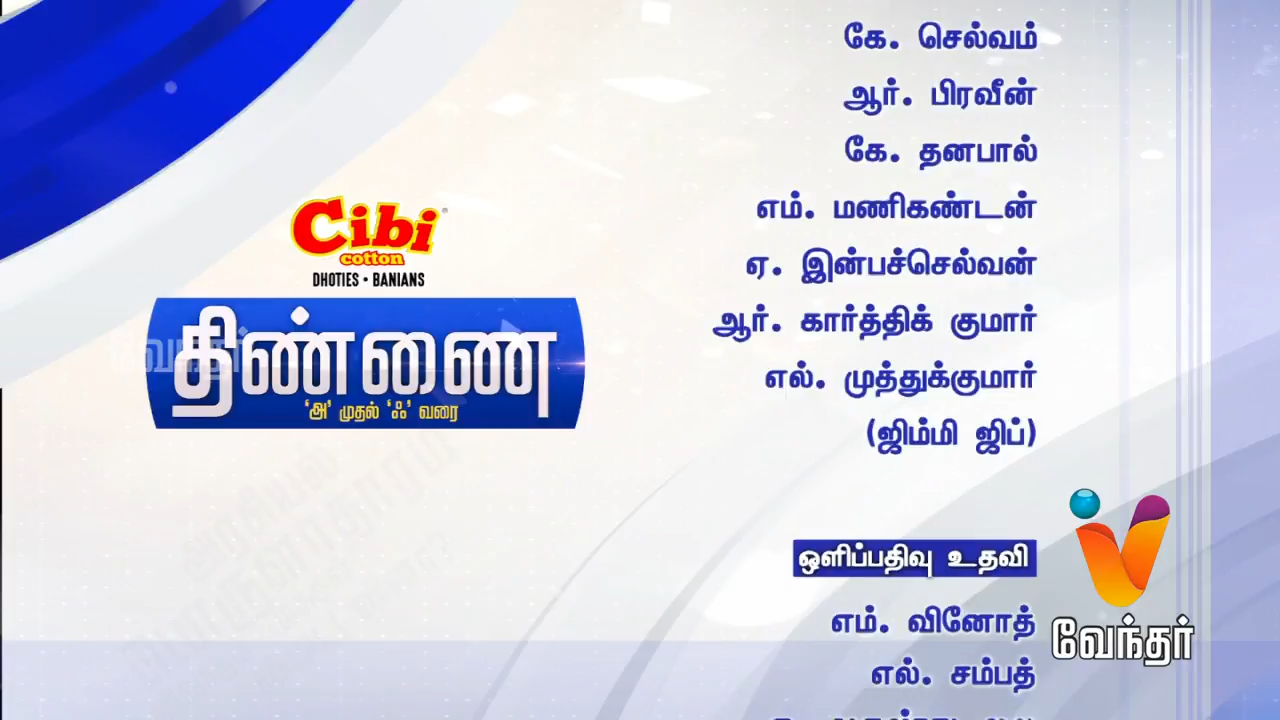 Cibi
cotton
DHOTIES • BANIANS
திண்ணை
‘அ’ முதல் ‘ஃ’ வரை
கே. செல்வம்
ஆர். பிரவீன்
கே. தனபால்
எம். மணிகண்டன்
ஏ. இன்பச்செல்வன்
ஆர். கார்த்திக் குமார்
எல். முத்துக்குமார்
(ஜிம்மி ஜிப்)
ஒளிப்பதிவு உதவி
எம். வினோத்
எல். சம்பத்
வேந்தர்